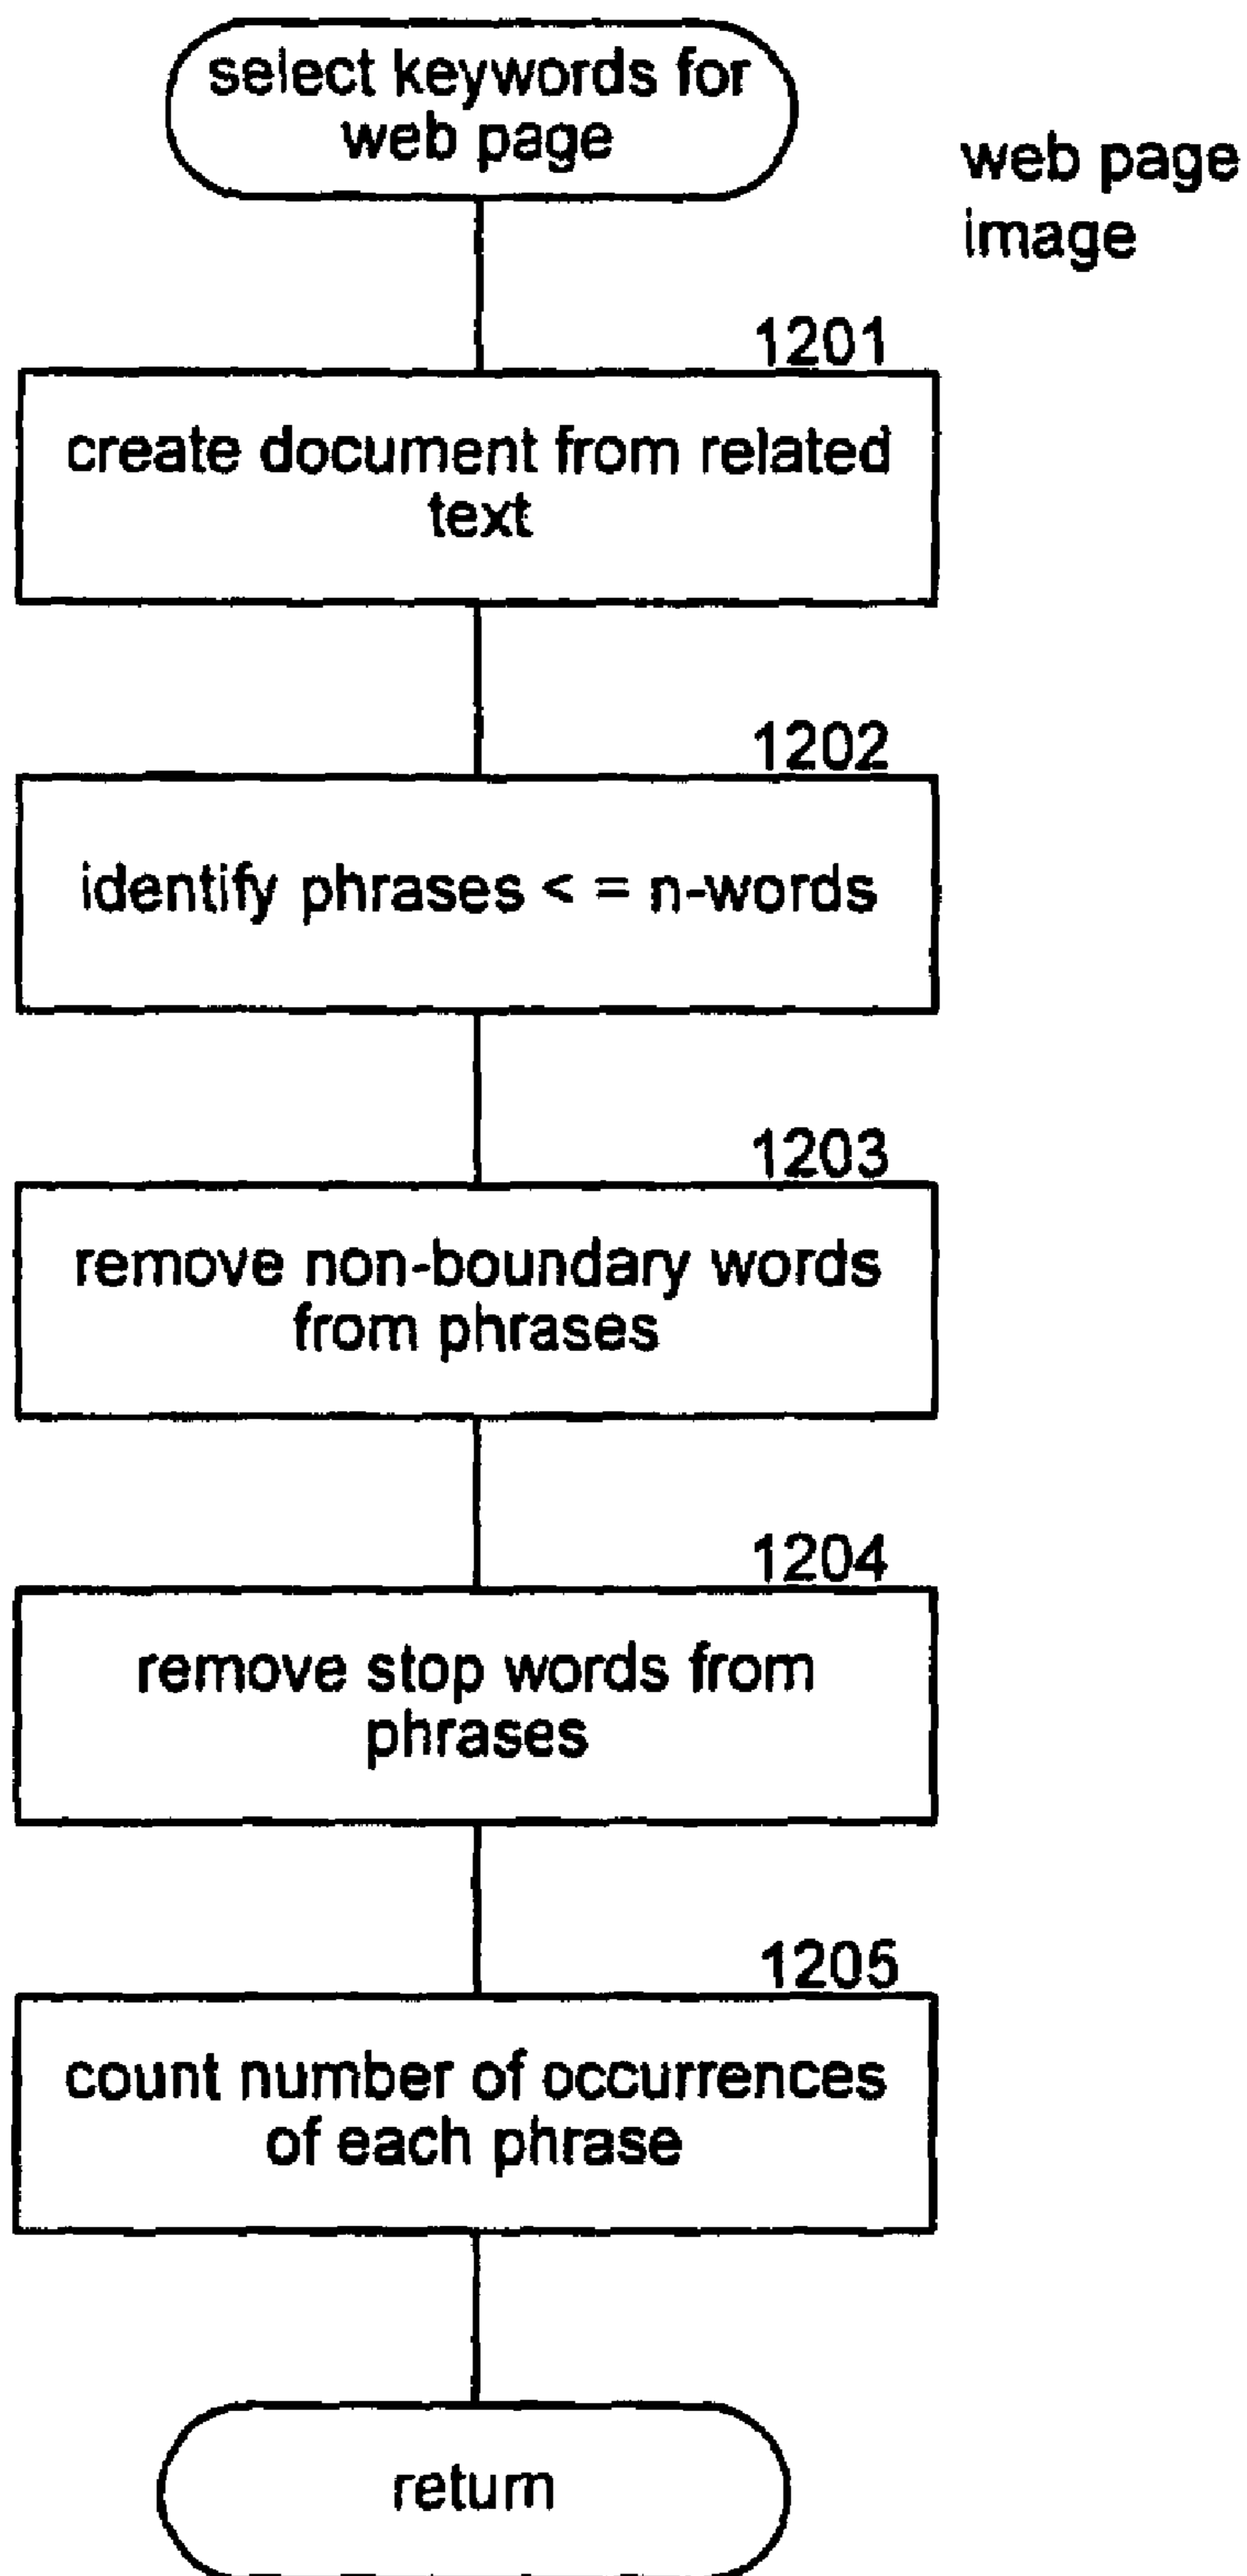 select keywords for
web page
web page
image
1201
create document from related
text
1202
identify phrases < = n-words
1203
remove non-boundary words
from phrases
1204
remove stop words from
phrases
1205
count number of occurrences
of each phrase
return